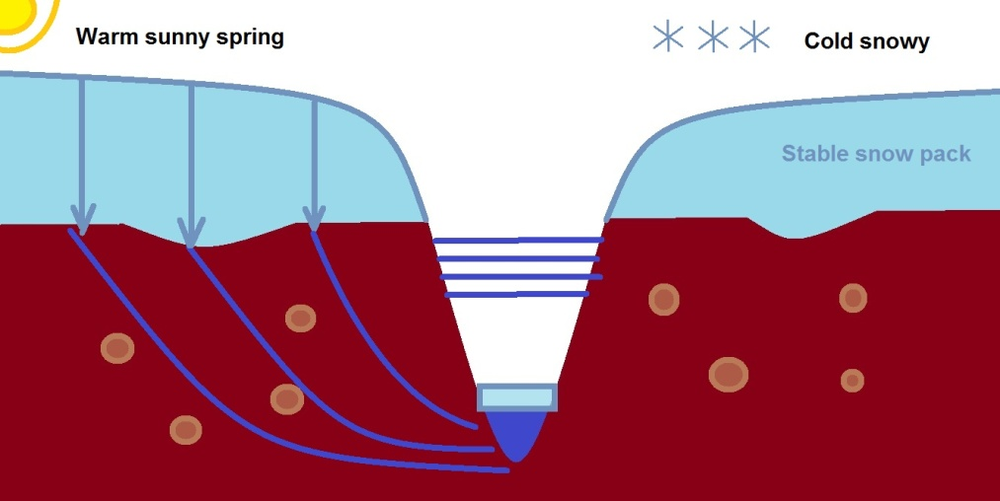 Warm sunny spring
Cold snowy
Stable snow pack